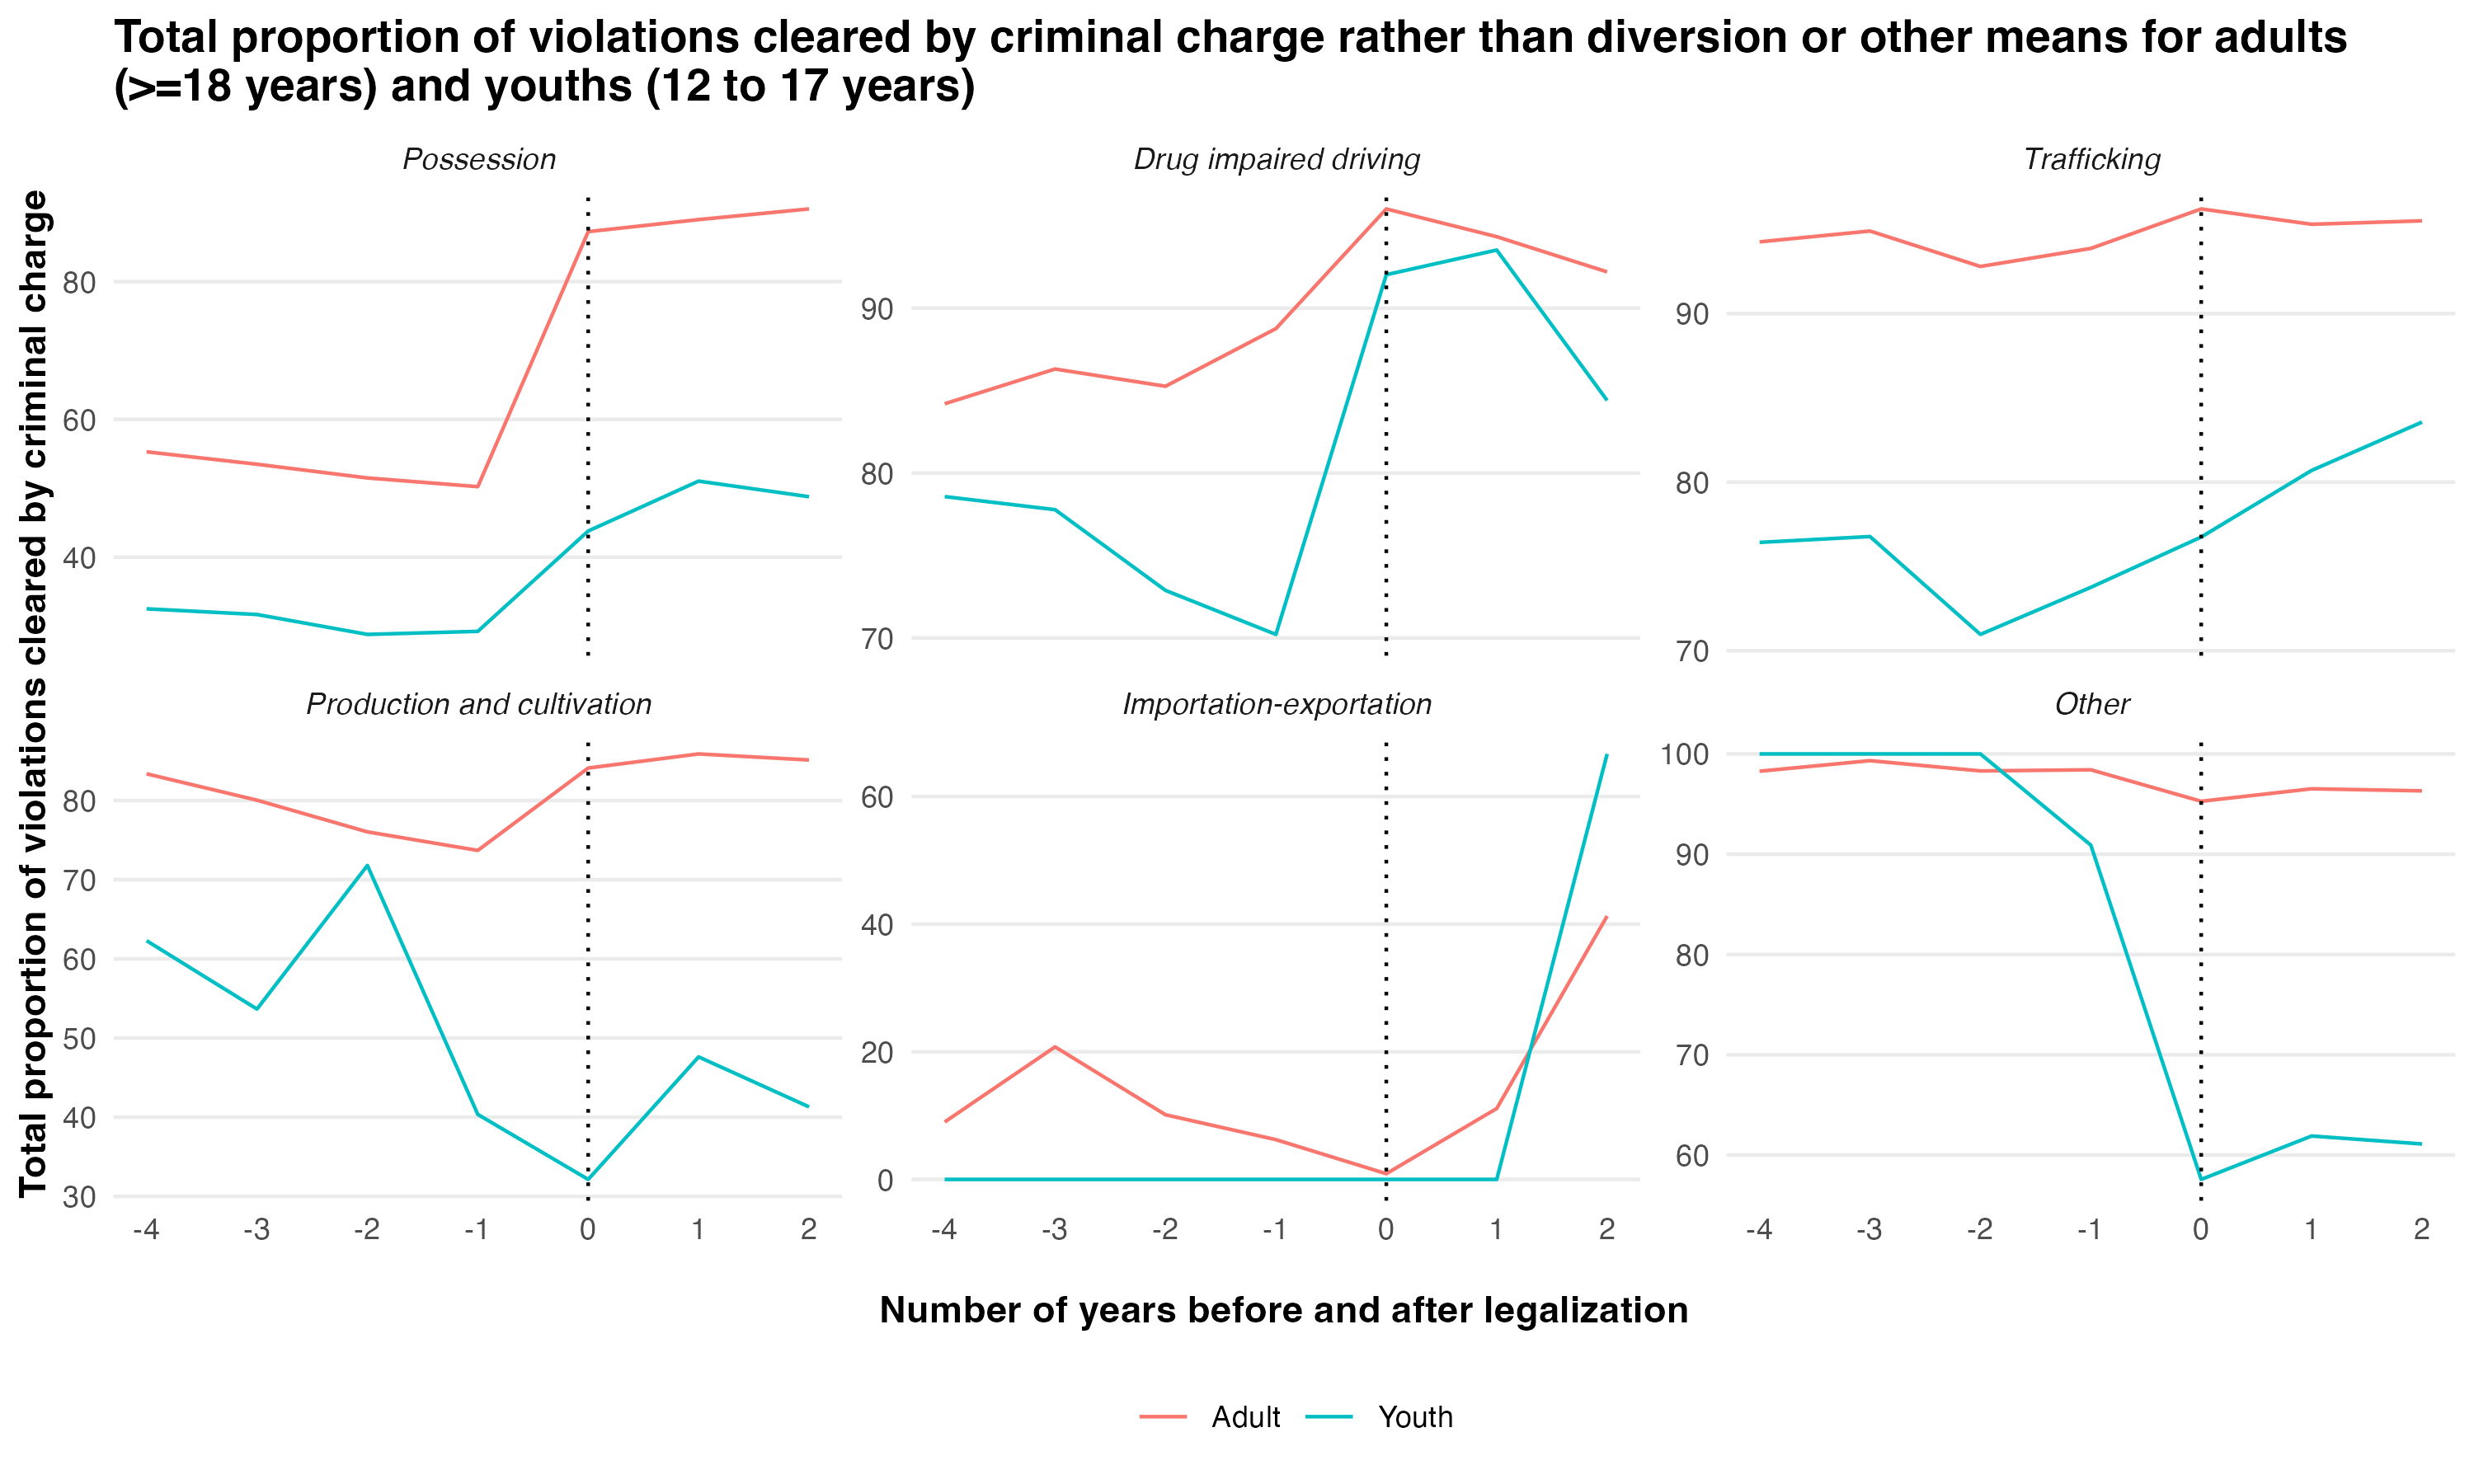 Total proportion of violations cleared by criminal charge rather than diversion or other means for adults
(>=18 years) and youths (12 to 17 years)
Total proportion of violations cleared by criminal charge
Possession
80
60
40
Drug impaired driving
90
80
70
Trafficking
90
80
70
Production and cultivation
80
70
60
50
40
30
-4 -3 -2 -1 0 1 2
Importation-exportation
60
40
20
0
-4 -3 -2 -1 0 1 2
Other
100
90
80
70
60
-4 -3 -2 -1 0 1 2
Number of years before and after legalization
Adult Youth